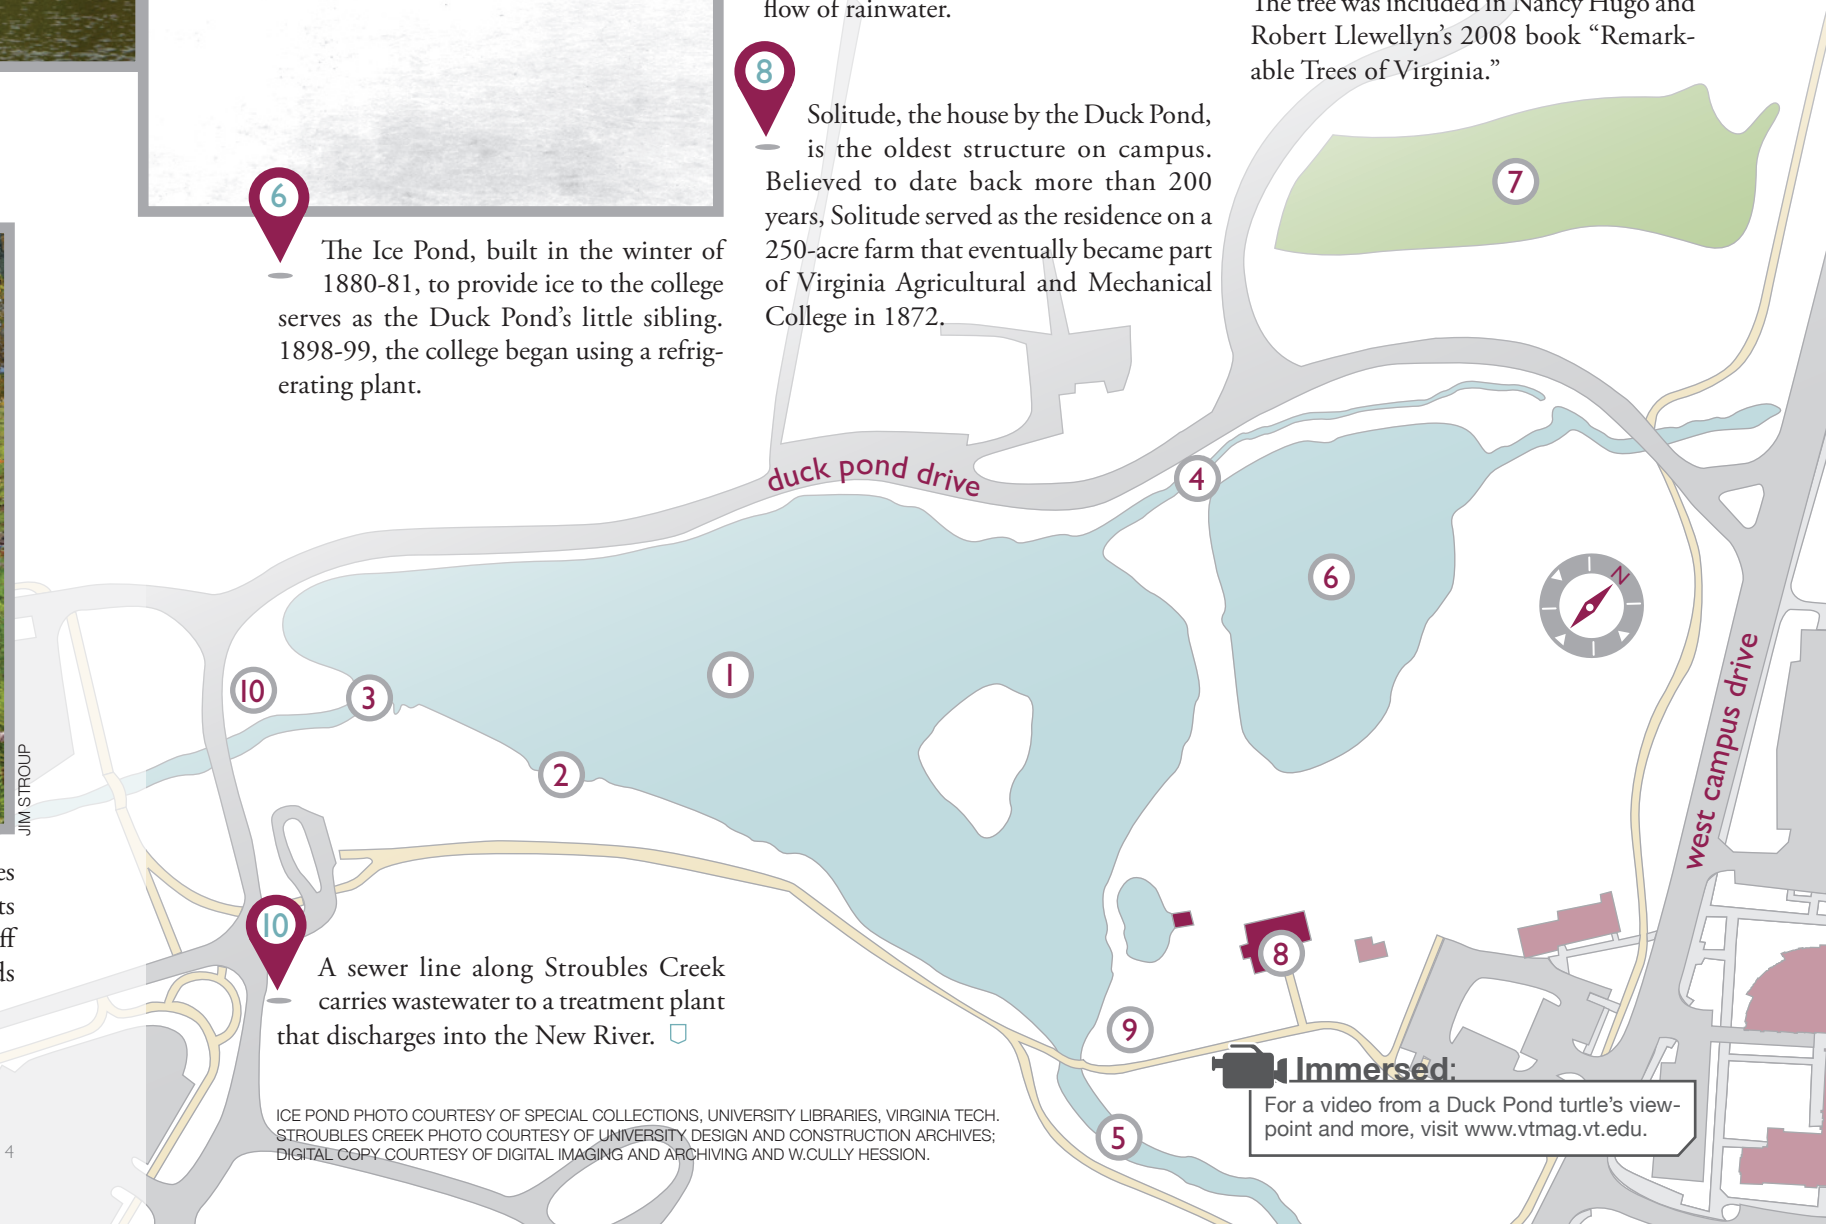 flow of rainwater.
The tree was included in Nancy Hugo and
Robert Llewellyn's 2008 book “Remark-
able Trees of Virginia.”
8
Solitude, the house by the Duck Pond,
is the oldest structure on campus.
Believed to date back more than 200
years, Solitude served as the residence on a
250-acre farm that eventually became part
of Virginia Agricultural and Mechanical
College in 1872.
6
The Ice Pond, built in the winter of
1880-81, to provide ice to the college
serves as the Duck Pond's little sibling.
1898-99, the college began using a refrig-
erating plant.
7
duck pond drive
4
6
N
1
10
3
2
west campus drive
JIM STROUP
es
ts
ff
ds
8
9
5
10
A sewer line along Stroubles Creek
carries wastewater to a treatment plant
that discharges into the New River.
Immersed:
For a video from a Duck Pond turtle's view-
point and more, visit www.vtmag.vt.edu.
ICE POND PHOTO COURTESY OF SPECIAL COLLECTIONS, UNIVERSITY LIBRARIES, VIRGINIA TECH.
STROUBLES CREEK PHOTO COURTESY OF UNIVERSITY DESIGN AND CONSTRUCTION ARCHIVES;
DIGITAL COPY COURTESY OF DIGITAL IMAGING AND ARCHIVING AND W.CULLY HESSION.
4